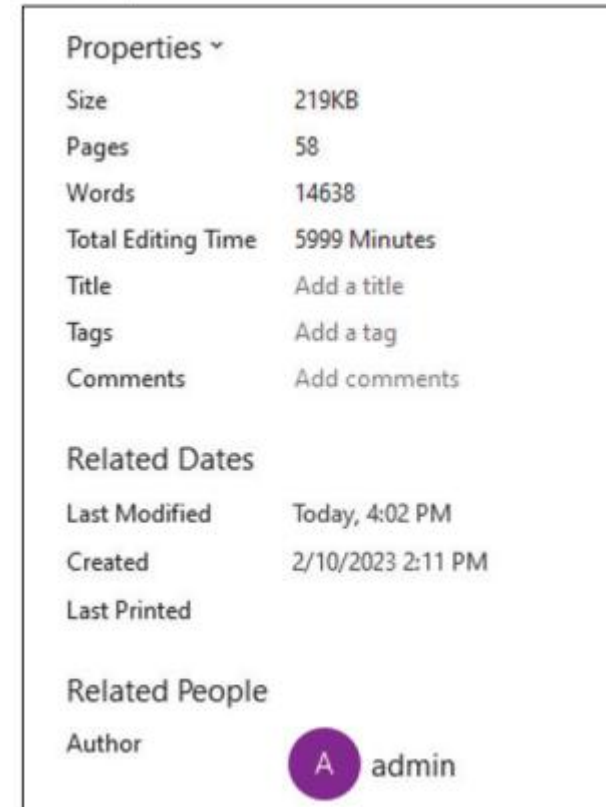 Properties ˅
Size 219KB
Pages 58
Words 14638
Total Editing Time 5999 Minutes
Title Add a title
Tags Add a tag
Comments Add comments
Related Dates
Last Modified Today, 4:02 PM
Created 2/10/2023 2:11 PM
Last Printed
Related People
Author A admin